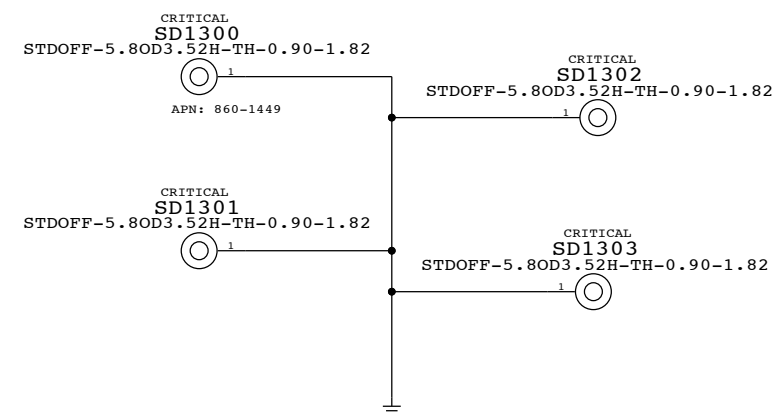 CRITICAL
SD1300
STDOFF-5.8OD3.52H-TH-0.90-1.82
1
APN: 860-1449
CRITICAL
SD1302
STDOFF-5.8OD3.52H-TH-0.90-1.82
1
CRITICAL
SD1301
STDOFF-5.8OD3.52H-TH-0.90-1.82
1
CRITICAL
SD1303
STDOFF-5.8OD3.52H-TH-0.90-1.82
1